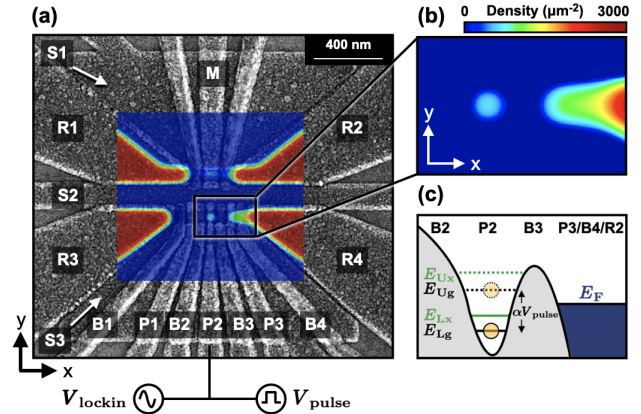 (a)
S1
M
400 nm
R1
R2
S2
R3
R4
B1 P1 B2 P2 B3 P3 B4
S3
y
x
V_lockin
V_pulse
(b)
0 Density (μm⁻²) 3000
y
x
(c)
B2 P2 B3 P3/B4/R2
E_Ux
E_Ug
E_Lx
E_Lg
αV_pulse
E_F